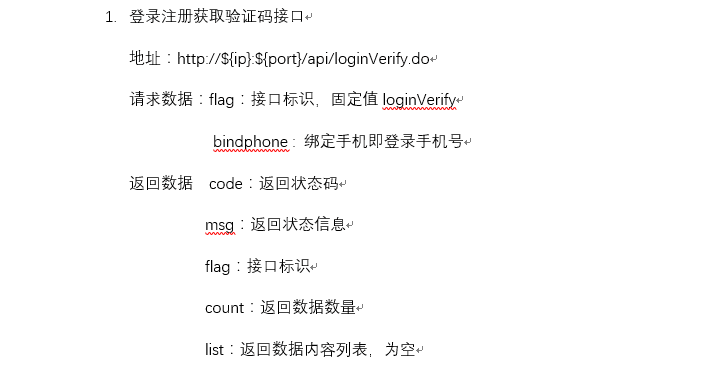 1. 登录注册获取验证码接口
地址：http://${ip}:${port}/api/loginVerify.do
请求数据：flag：接口标识，固定值 loginVerify
bindphone：绑定手机即登录手机号
返回数据 code：返回状态码
msg：返回状态信息
flag：接口标识
count：返回数据数量
list：返回数据内容列表，为空